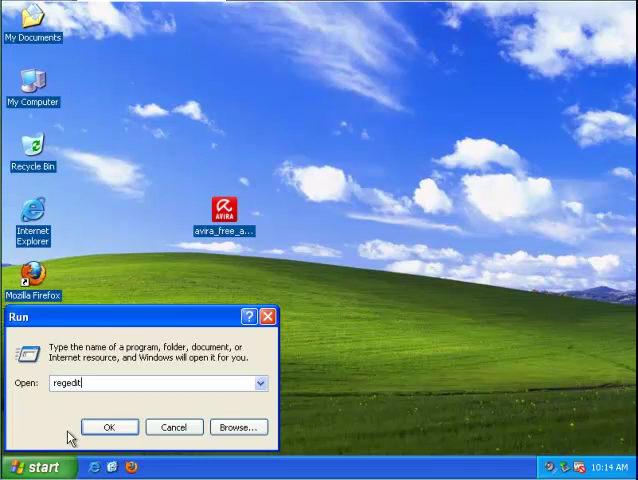 My Documents
My Computer
Recycle Bin
Internet
Explorer
Mozilla Firefox
AVIRA
avira_free_a...
Run
Type the name of a program, folder, document, or
Internet resource, and Windows will open it for you.
Open: regedit
OK Cancel Browse...
start
10:14 AM